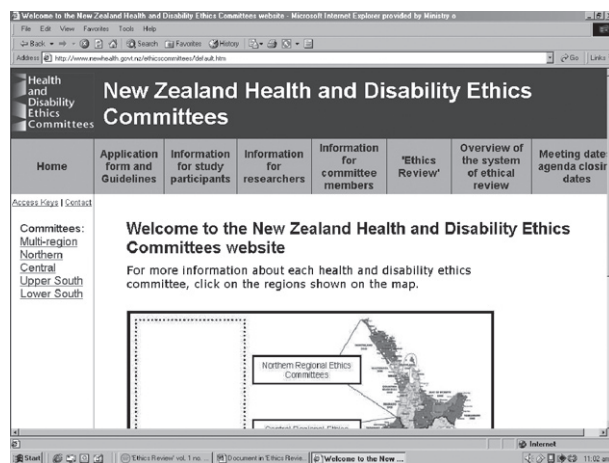 Welcome to the New Zealand Health and Disability Ethics Committees website - Microsoft Internet Explorer provided by Ministry o
File Edit View Favorites Tools Help
Back Search Favorites History
Address http://www.newhealth.govt.nz/ethicscommittees/default.htm Go Links
Health
and
Disability
Ethics
Committees
New Zealand Health and Disability Ethics
Committees
Home
Application
form and
Guidelines
Information
for study
participants
Information
for
researchers
Information
for
committee
members
'Ethics
Review'
Overview of
the system
of ethical
review
Meeting date
agenda closin
dates
Access Keys | Contact
Committees:
Multi-region
Northern
Central
Upper South
Lower South
Welcome to the New Zealand Health and Disability Ethics
Committees website
For more information about each health and disability ethics
committee, click on the regions shown on the map.
Northern Regional Ethics
Committees
Central Regional Ethics
Internet
Start 'Ethics Review' vol. 1 no. ... Document in 'Ethics Revie... Welcome to the New ... 11:02 am